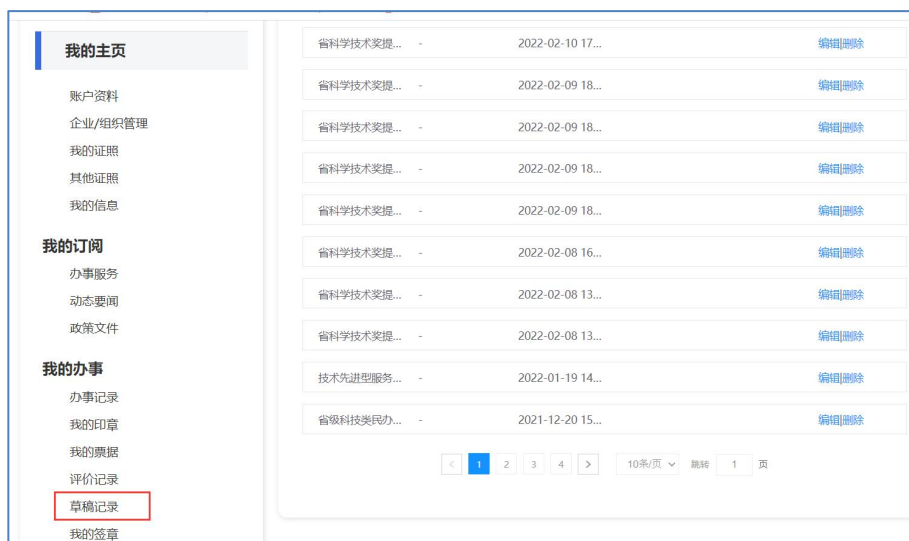 我的主页
账户资料
企业/组织管理
我的证照
其他证照
我的信息
我的订阅
办事服务
动态要闻
政策文件
我的办事
办事记录
我的印章
我的票据
评价记录
草稿记录
我的签章
省科学技术奖提... - 2022-02-10 17... 编辑|删除
省科学技术奖提... - 2022-02-09 18... 编辑|删除
省科学技术奖提... - 2022-02-09 18... 编辑|删除
省科学技术奖提... - 2022-02-09 18... 编辑|删除
省科学技术奖提... - 2022-02-09 18... 编辑|删除
省科学技术奖提... - 2022-02-08 16... 编辑|删除
省科学技术奖提... - 2022-02-08 13... 编辑|删除
省科学技术奖提... - 2022-02-08 13... 编辑|删除
技术先进型服务... - 2022-01-19 14... 编辑|删除
省级科技类民办... - 2021-12-20 15... 编辑|删除
< 1 2 3 4 > 10条/页 跳转 1 页